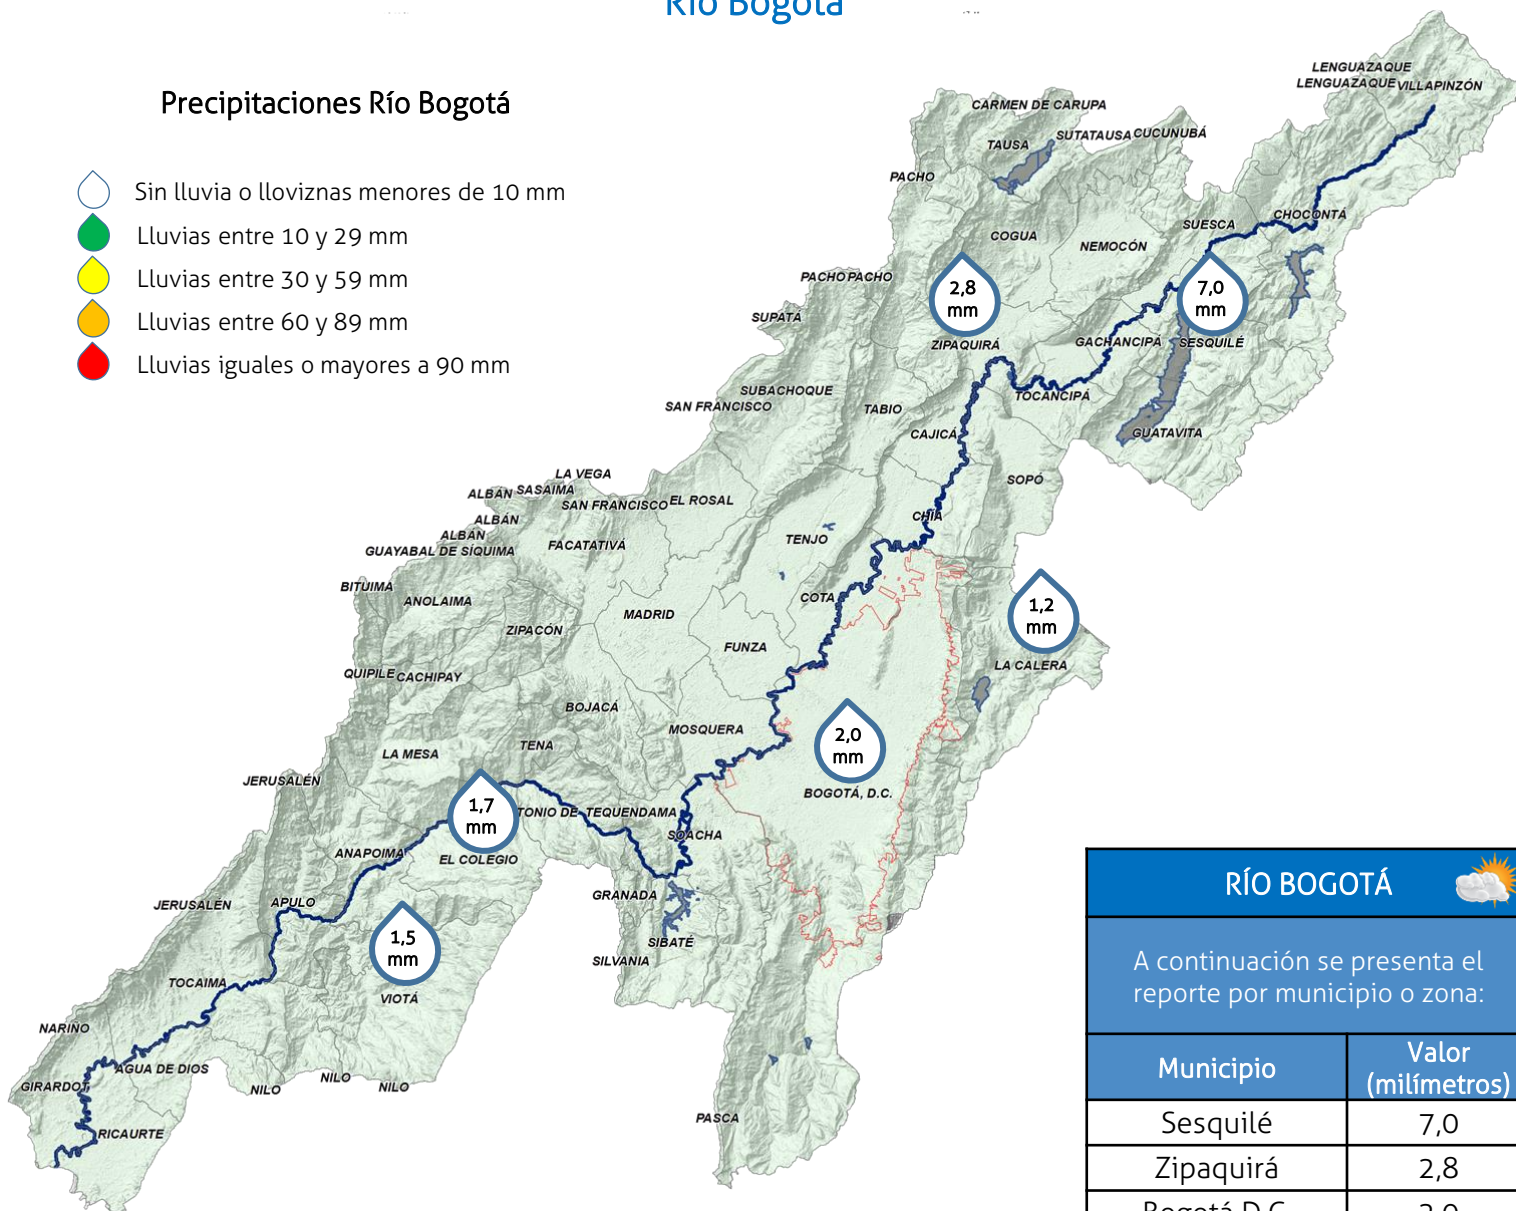 Río Bogotá
Precipitaciones Río Bogotá
Sin lluvia o lloviznas menores de 10 mm
Lluvias entre 10 y 29 mm
Lluvias entre 30 y 59 mm
Lluvias entre 60 y 89 mm
Lluvias iguales o mayores a 90 mm
LENGUAZAQUE
LENGUAZAQUE
VILLAPINZÓN
CARMEN DE CARUPA
TAUSA
SUTATAUSA
CUCUNUBÁ
PACHO
CHOCONTÁ
SUESCA
COGUA
NEMOCÓN
PACHO
PACHO
2,8
mm
7,0
mm
SUPATÁ
ZIPAQUIRÁ
GACHANCIPÁ
SESQUILÉ
SUBACHOQUE
SAN FRANCISCO
TABIO
TOCANCIPÁ
CAJICÁ
GUATAVITA
LA VEGA
SOPÓ
ALBÁN
SASAIMA
SAN FRANCISCO
EL ROSAL
ALBÁN
CHÍA
ALBÁN
GUAYABAL DE SÍQUIMA
FACATATIVÁ
TENJO
BITUIMA
ANOLAIMA
COTA
1,2
mm
MADRID
ZIPACÓN
FUNZA
LA CALERA
QUIPILE
CACHIPAY
BOJACÁ
MOSQUERA
2,0
mm
TENA
LA MESA
JERUSALÉN
BOGOTÁ, D.C.
1,7
mm
TONIO DE TEQUENDAMA
SOACHA
ANAPOIMA
EL COLEGIO
GRANADA
JERUSALÉN
APULO
1,5
mm
SIBATÉ
SILVANIA
TOCAIMA
VIOTÁ
NARIÑO
AGUA DE DIOS
GIRARDOT
NILO
NILO
NILO
PASCA
RICAURTE
RÍO BOGOTÁ
A continuación se presenta el
reporte por municipio o zona:
Municipio
Valor
(milímetros)
Sesquilé 7,0
Zipaquirá 2,8
Bogotá D.C. 2,0